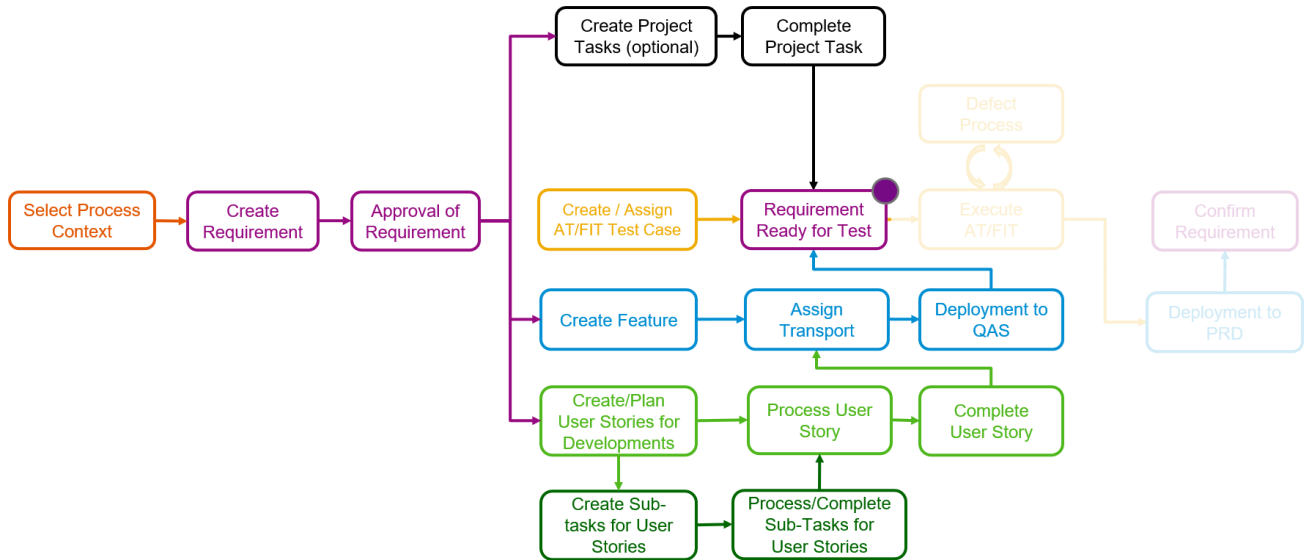 Create Project
Tasks (optional)
Complete
Project Task
Defect
Process
Select Process
Context
Create
Requirement
Approval of
Requirement
Create / Assign
AT/FIT Test Case
Requirement
Ready for Test
Execute
AT/FIT
Confirm
Requirement
Create Feature
Assign
Transport
Deployment to
QAS
Deployment to
PRD
Create/Plan
User Stories for
Developments
Process User
Story
Complete
User Story
Create Sub-
tasks for User
Stories
Process/Complete
Sub-Tasks for
User Stories